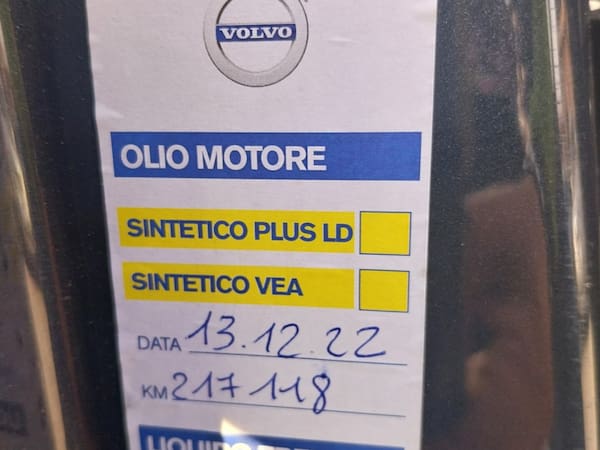 VOLVO
OLIO MOTORE
SINTETICO PLUS LD
SINTETICO VEA
DATA 13.12.22
KM 217118